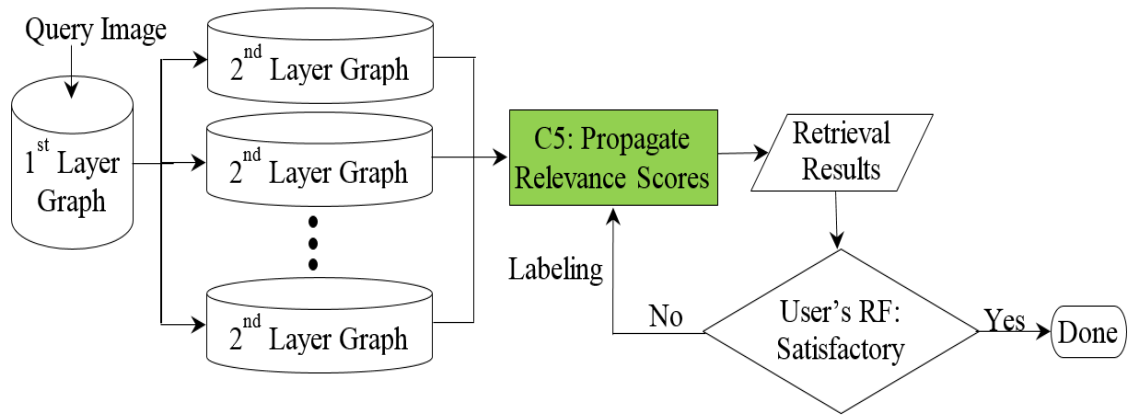 Query Image
1st Layer
Graph
2nd Layer Graph
2nd Layer Graph
2nd Layer Graph
C5: Propagate
Relevance Scores
Retrieval
Results
Labeling
No
User’s RF:
Satisfactory
Yes
Done